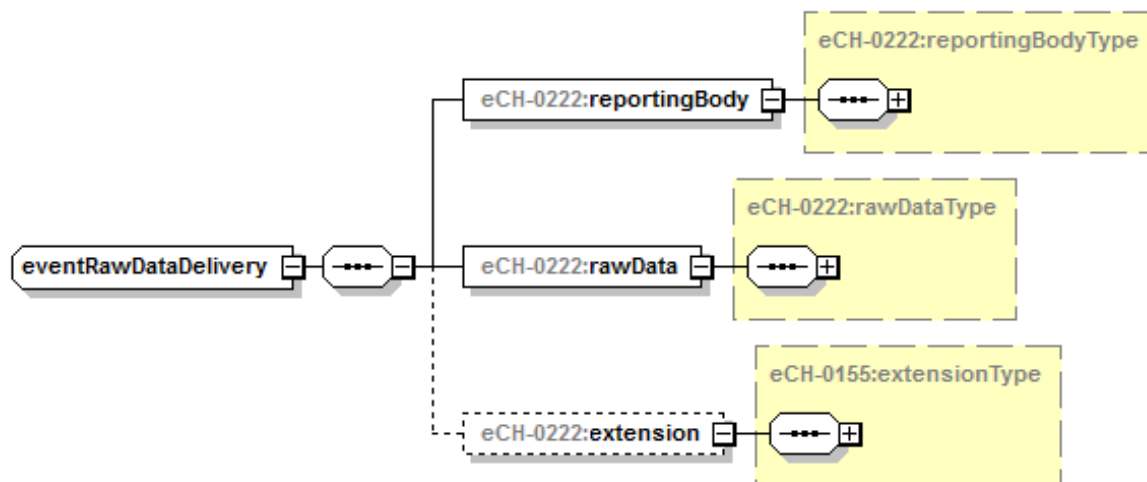 eCH-0222:reportingBodyType
eCH-0222:reportingBody
eCH-0222:rawDataType
eventRawDataDelivery
eCH-0222:rawData
eCH-0155:extensionType
eCH-0222:extension